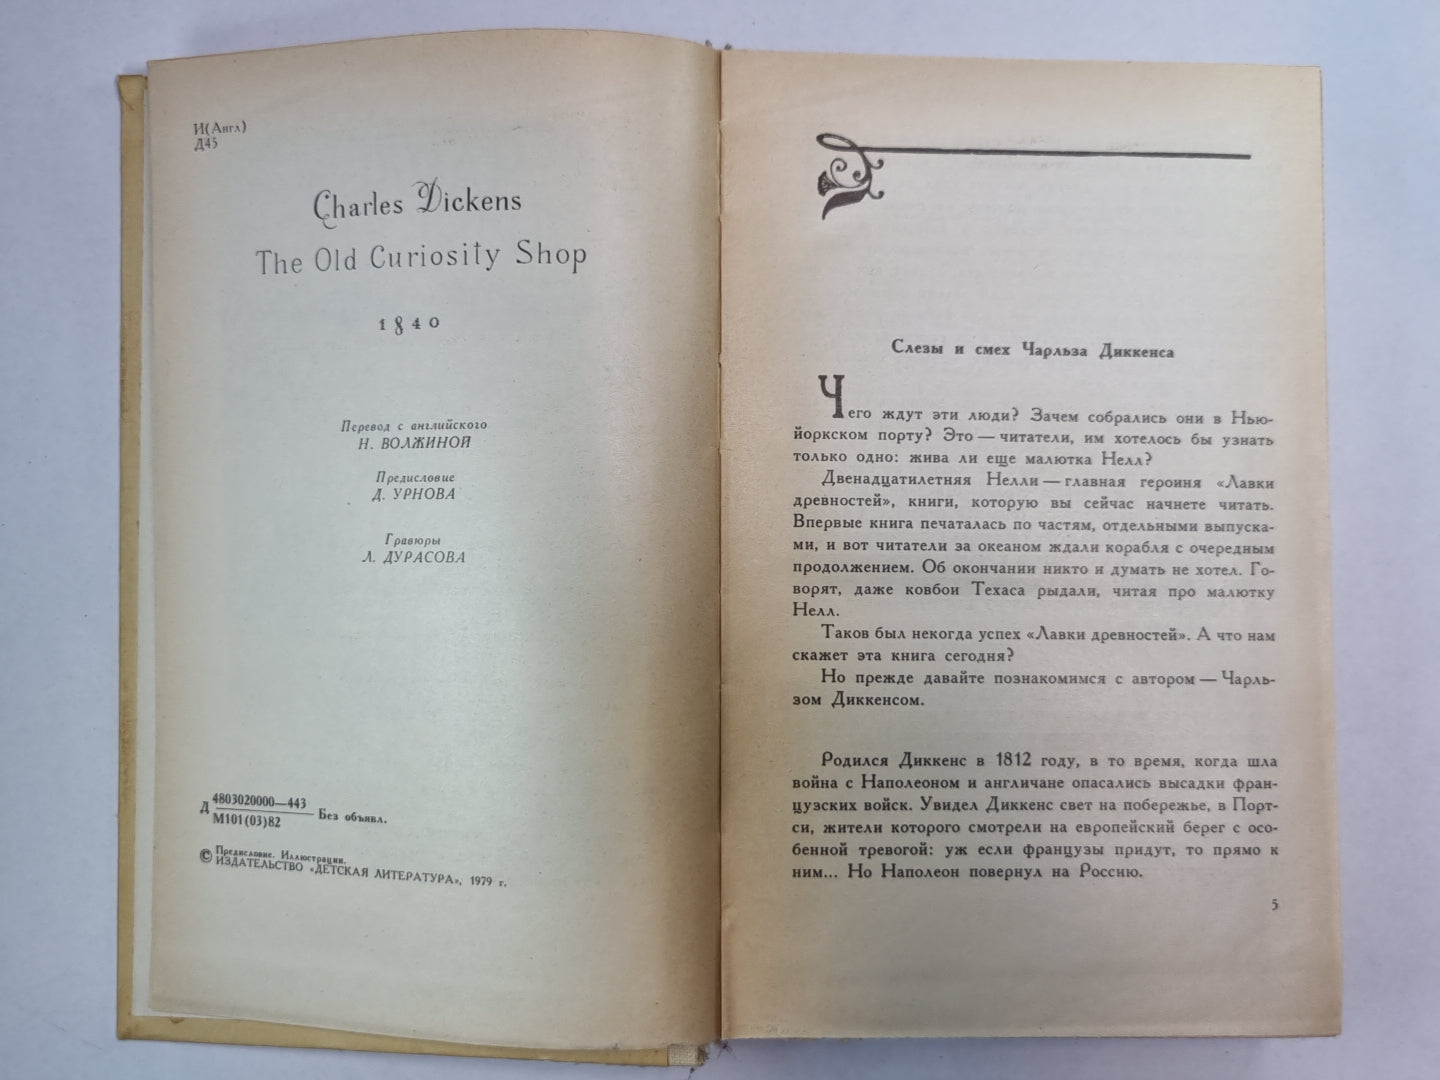 И(Англ)
Д45
Charles Dickens
The Old Curiosity Shop
1840
Перевод с английского
Н. ВОЛЖИНОЙ
Предисловие
Д. УРНОВА
Гравюры
Л. ДУРАСОВА
Д 4803020000—443
М101(03)82
Без объявл.
© Предисловие. Иллюстрации.
ИЗДАТЕЛЬСТВО «ДЕТСКАЯ ЛИТЕРАТУРА», 1979 г.
Слезы и смех Чарльза Диккенса
Чего ждут эти люди? Зачем собрались они в Нью-
йоркском порту? Это — читатели, им хотелось бы узнать
только одно: жива ли еще малютка Нелл?
Двенадцатилетняя Нелли — главная героиня «Лавки
древностей», книги, которую вы сейчас начнете читать.
Впервые книга печаталась по частям, отдельными выпуска-
ми, и вот читатели за океаном ждали корабля с очередным
продолжением. Об окончании никто и думать не хотел. Го-
ворят, даже ковбои Техаса рыдали, читая про малютку
Нелл.
Таков был некогда успех «Лавки древностей». А что нам
скажет эта книга сегодня?
Но прежде давайте познакомимся с автором — Чарль-
зом Диккенсом.
Родился Диккенс в 1812 году, в то время, когда шла
война с Наполеоном и англичане опасались высадки фран-
цузских войск. Увидел Диккенс свет на побережье, в Порт-
си, жители которого смотрели на европейский берег с осо-
бенной тревогой: уж если французы придут, то прямо к
ним... Но Наполеон повернул на Россию.
5